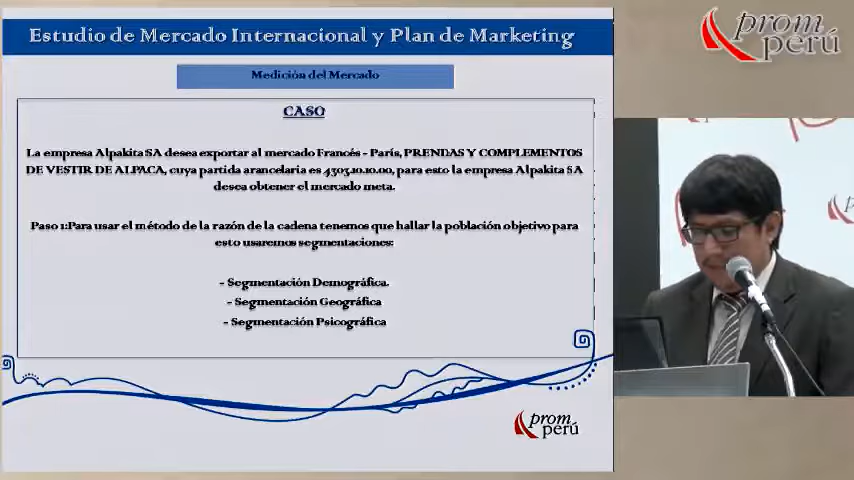 Estudio de Mercado Internacional y Plan de Marketing
prom
perú
Medición del Mercado
CASO
La empresa Alpakita SA desea exportar al mercado Francés - París, PRENDAS Y COMPLEMENTOS
DE VESTIR DE ALPACA, cuya partida arancelaria es 4303.10.10.00, para esto la empresa Alpakita SA
desea obtener el mercado meta.
Paso 1:Para usar el método de la razón de la cadena tenemos que hallar la población objetivo para
esto usaremos segmentaciones:
- Segmentación Demográfica.
- Segmentación Geográfica
- Segmentación Psicográfica
prom
perú